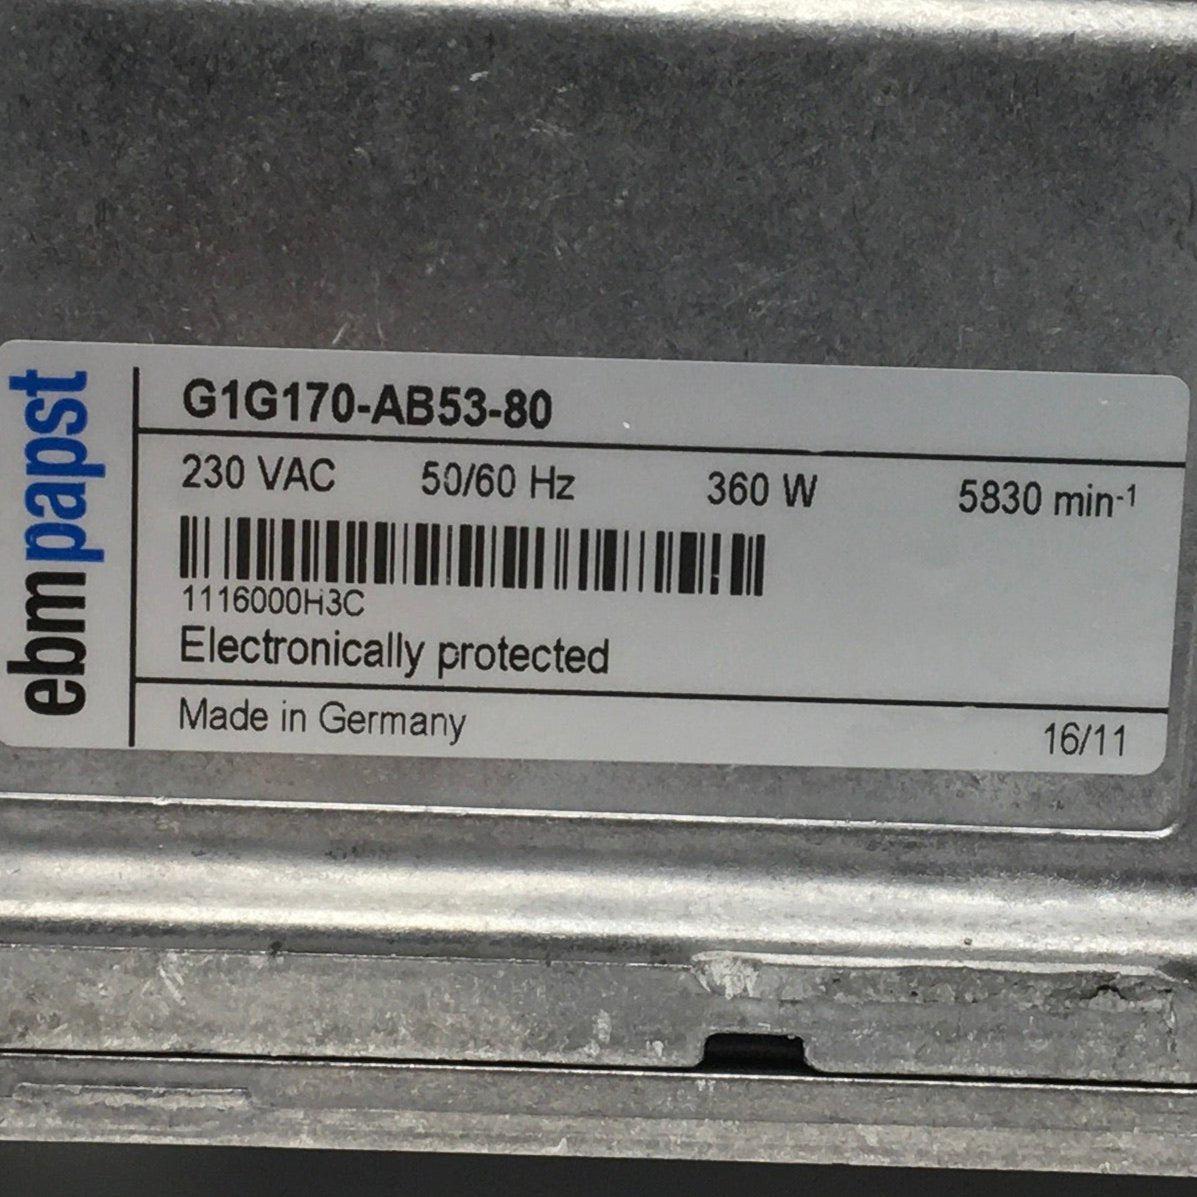 ebmpapst
G1G170-AB53-80
230 VAC 50/60 Hz 360 W 5830 min-1
1116000H3C
Electronically protected
Made in Germany 16/11